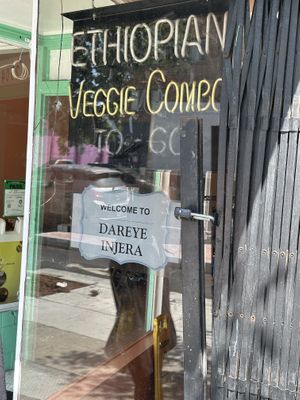 ETHIOPIAN
VEGGIE COMBO
TO GO
WELCOME TO
DAREYE
INJERA